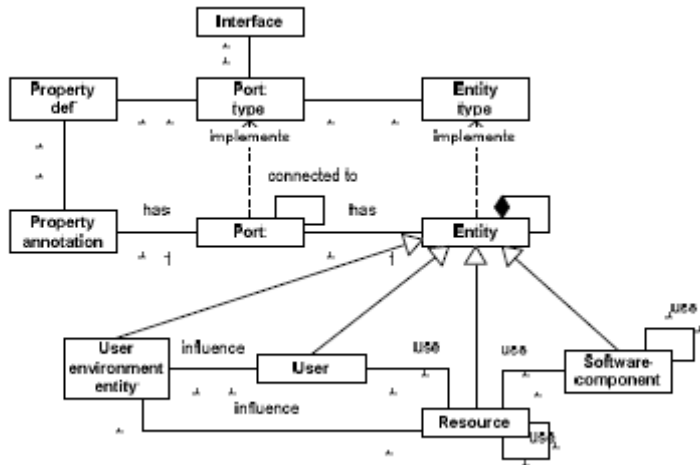 Interface
Property
def
Port
type
Entity
type
implements
implements
connected to
has
has
Property
annotation
Port
Entity
use
User
environment
entity
influence
User
use
use
Software-
component
influence
Resource
use